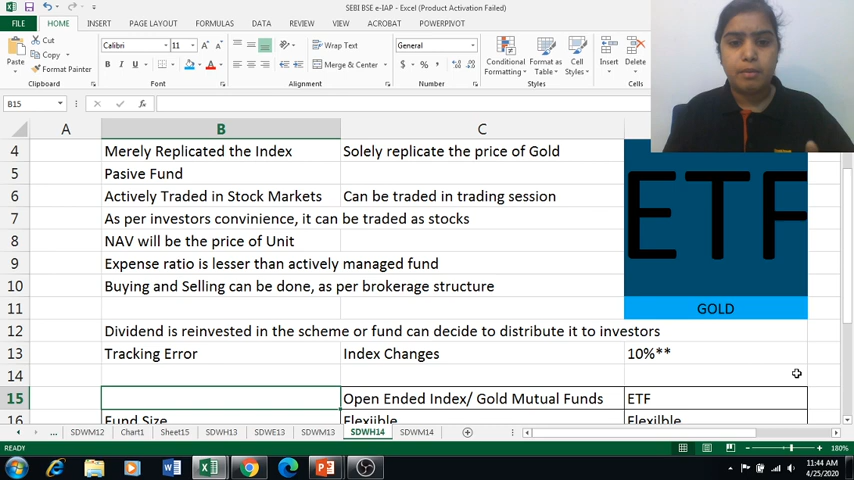 SEBI BSE e-IAP - Excel (Product Activation Failed)
FILE HOME INSERT PAGE LAYOUT FORMULAS DATA REVIEW VIEW ACROBAT POWERPIVOT
Cut
Copy
Format Painter
Paste
Clipboard
Calibri 11
B I U
Font
Wrap Text
Merge & Center
Alignment
General
$ % ,
Number
Conditional Formatting
Format as Table
Cell Styles
Styles
Insert Delete
B15
A B C
4 Merely Replicated the Index Solely replicate the price of Gold
5 Pasive Fund
6 Actively Traded in Stock Markets Can be traded in trading session
7 As per investors convinience, it can be traded as stocks
8 NAV will be the price of Unit
9 Expense ratio is lesser than actively managed fund
10 Buying and Selling can be done, as per brokerage structure
ETF
11 GOLD
12 Dividend is reinvested in the scheme or fund can decide to distribute it to investors
13 Tracking Error Index Changes 10%**
14
15 Open Ended Index/ Gold Mutual Funds ETF
16 Fund Size Flexiible Flexilble
... SDWM12 Chart1 Sheet15 SDWH13 SDWE13 SDWM13 SDWH14 SDWM14
READY 180%
11:44 AM
4/25/2020